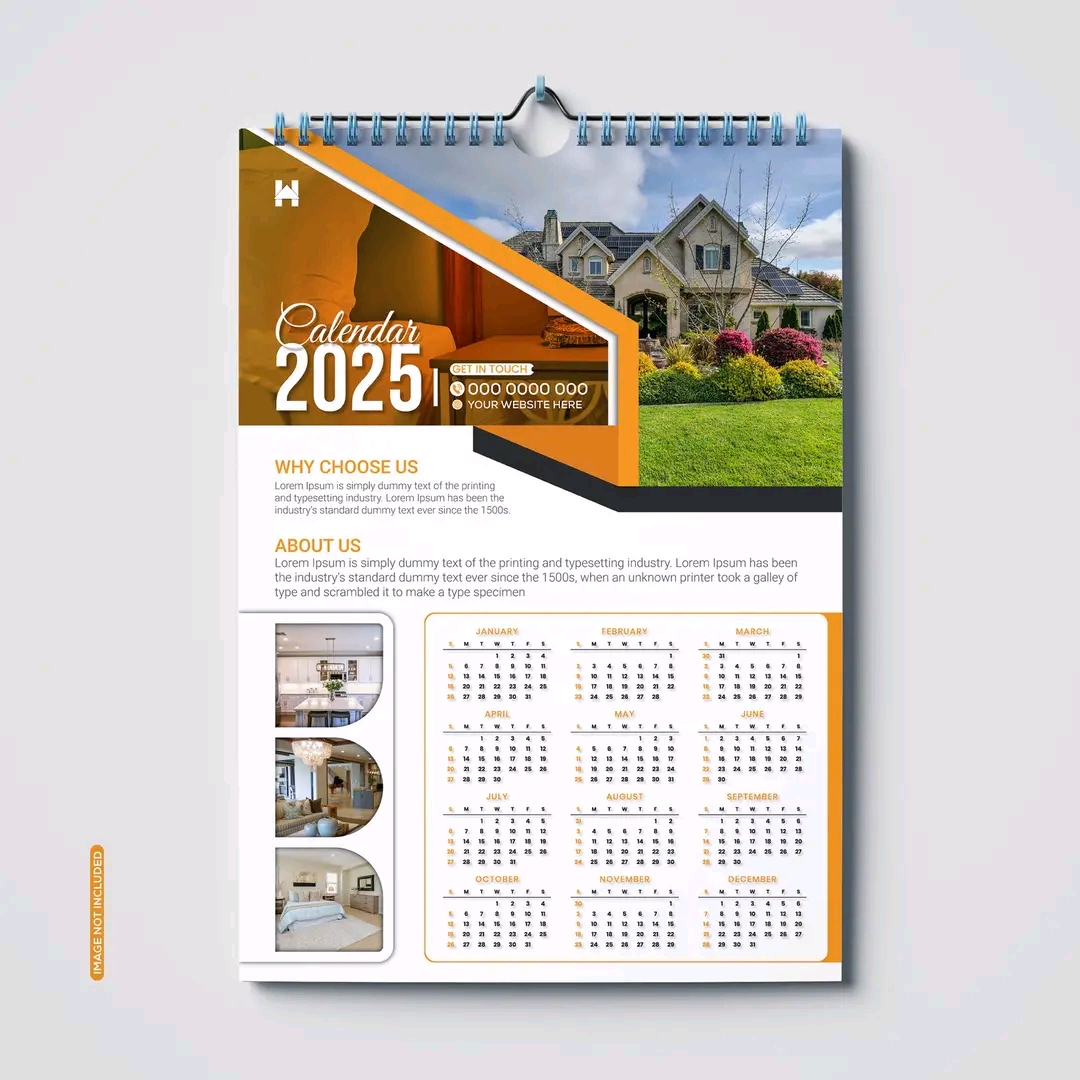 Calendar
2025
GET IN TOUCH
000 0000 000
YOUR WEBSITE HERE
WHY CHOOSE US
Lorem Ipsum is simply dummy text of the printing
and typesetting industry. Lorem Ipsum has been the
industry's standard dummy text ever since the 1500s.
ABOUT US
Lorem Ipsum is simply dummy text of the printing and typesetting industry. Lorem Ipsum has been
the industry's standard dummy text ever since the 1500s, when an unknown printer took a galley of
type and scrambled it to make a type specimen
JANUARY
S M T W T F S
1 2 3 4
5 6 7 8 9 10 11
12 13 14 15 16 17 18
19 20 21 22 23 24 25
26 27 28 29 30 31
FEBRUARY
S M T W T F S
1
2 3 4 5 6 7 8
9 10 11 12 13 14 15
16 17 18 19 20 21 22
23 24 25 26 27 28
MARCH
S M T W T F S
30 31 1
2 3 4 5 6 7 8
9 10 11 12 13 14 15
16 17 18 19 20 21 22
23 24 25 26 27 28 29
APRIL
S M T W T F S
1 2 3 4 5
6 7 8 9 10 11 12
13 14 15 16 17 18 19
20 21 22 23 24 25 26
27 28 29 30
MAY
S M T W T F S
1 2 3
4 5 6 7 8 9 10
11 12 13 14 15 16 17
18 19 20 21 22 23 24
25 26 27 28 29 30 31
JUNE
S M T W T F S
1 2 3 4 5 6 7
8 9 10 11 12 13 14
15 16 17 18 19 20 21
22 23 24 25 26 27 28
29 30
JULY
S M T W T F S
1 2 3 4 5
6 7 8 9 10 11 12
13 14 15 16 17 18 19
20 21 22 23 24 25 26
27 28 29 30 31
AUGUST
S M T W T F S
31 1 2
3 4 5 6 7 8 9
10 11 12 13 14 15 16
17 18 19 20 21 22 23
24 25 26 27 28 29 30
SEPTEMBER
S M T W T F S
1 2 3 4 5 6
7 8 9 10 11 12 13
14 15 16 17 18 19 20
21 22 23 24 25 26 27
28 29 30
OCTOBER
S M T W T F S
1 2 3 4
5 6 7 8 9 10 11
12 13 14 15 16 17 18
19 20 21 22 23 24 25
26 27 28 29 30 31
NOVEMBER
S M T W T F S
30 1
2 3 4 5 6 7 8
9 10 11 12 13 14 15
16 17 18 19 20 21 22
23 24 25 26 27 28 29
DECEMBER
S M T W T F S
1 2 3 4 5 6
7 8 9 10 11 12 13
14 15 16 17 18 19 20
21 22 23 24 25 26 27
28 29 30 31
IMAGE NOT INCLUDED